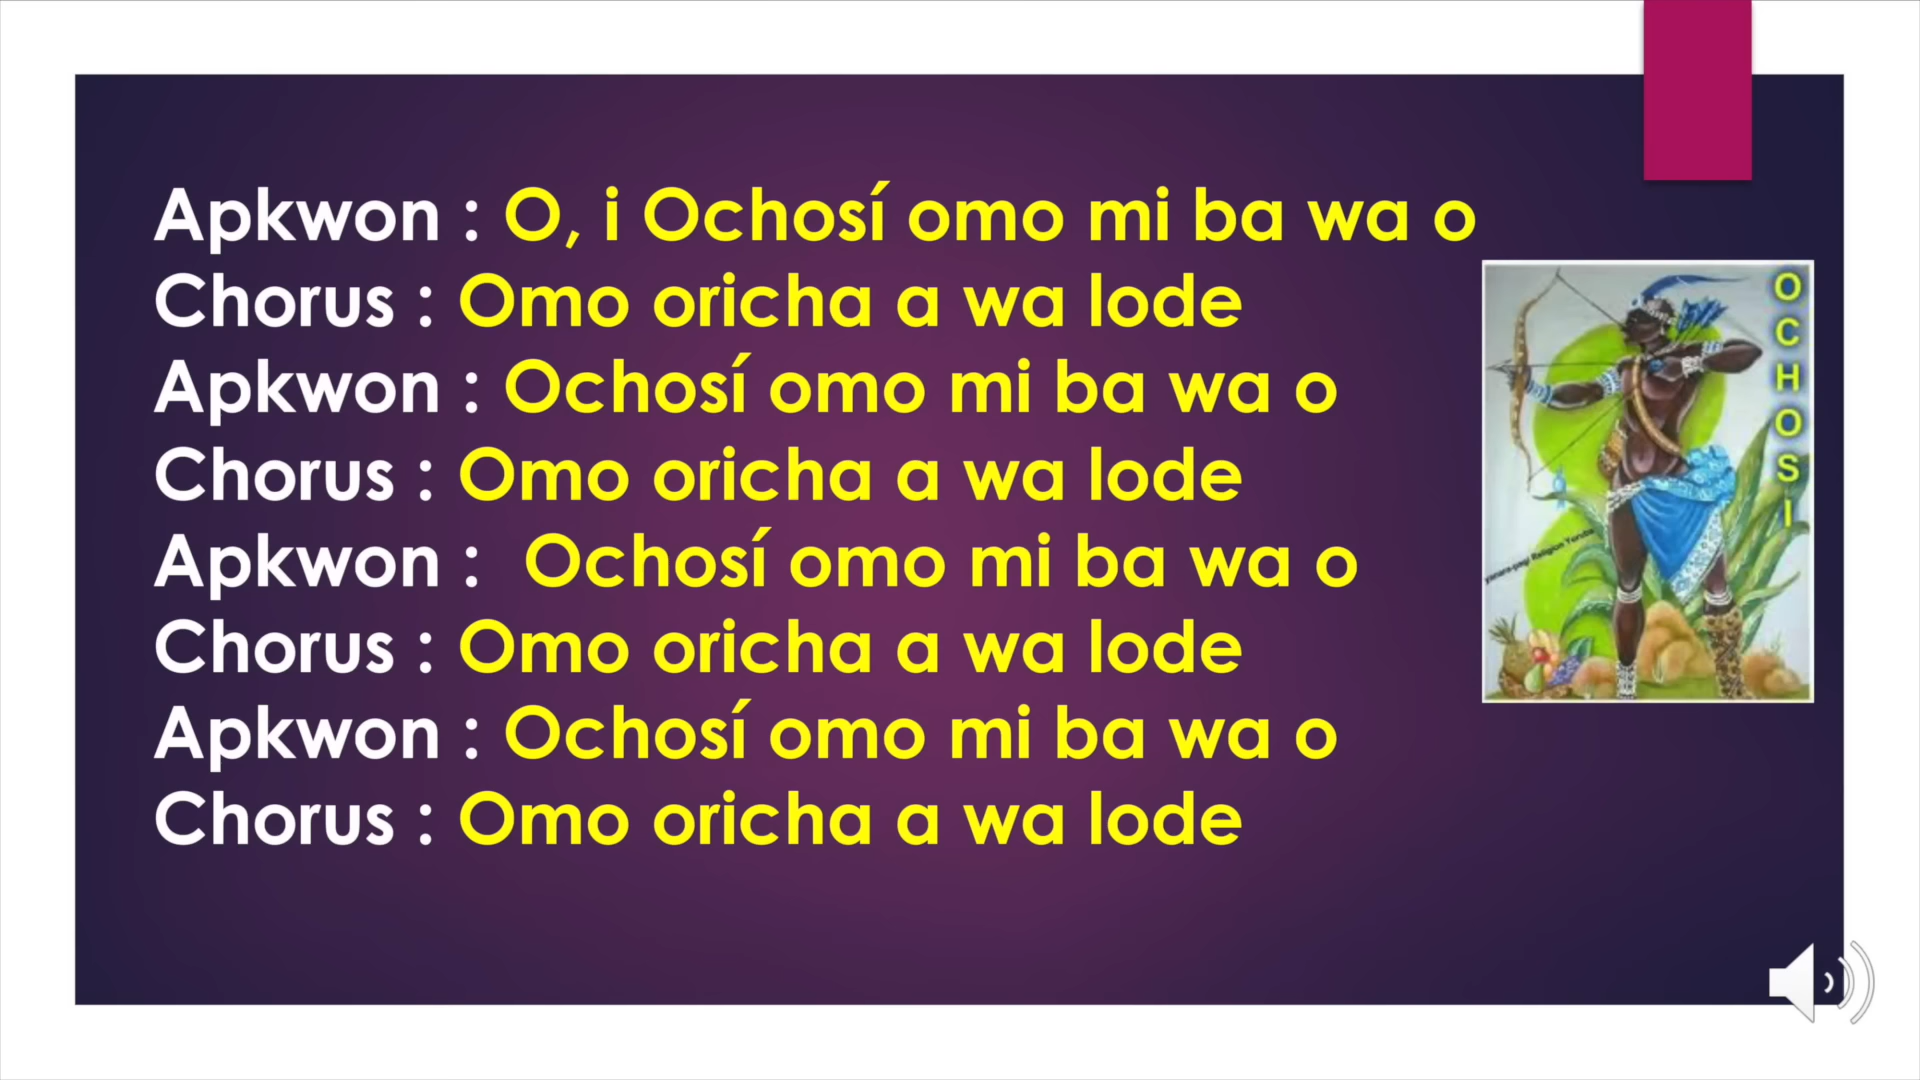 Apkwon : O, i Ochosí omo mi ba wa o
Chorus : Omo oricha a wa lode
Apkwon : Ochosí omo mi ba wa o
Chorus : Omo oricha a wa lode
Apkwon :  Ochosí omo mi ba wa o
Chorus : Omo oricha a wa lode
Apkwon : Ochosí omo mi ba wa o
Chorus : Omo oricha a wa lode
OCHOSI
Religion Yoruba